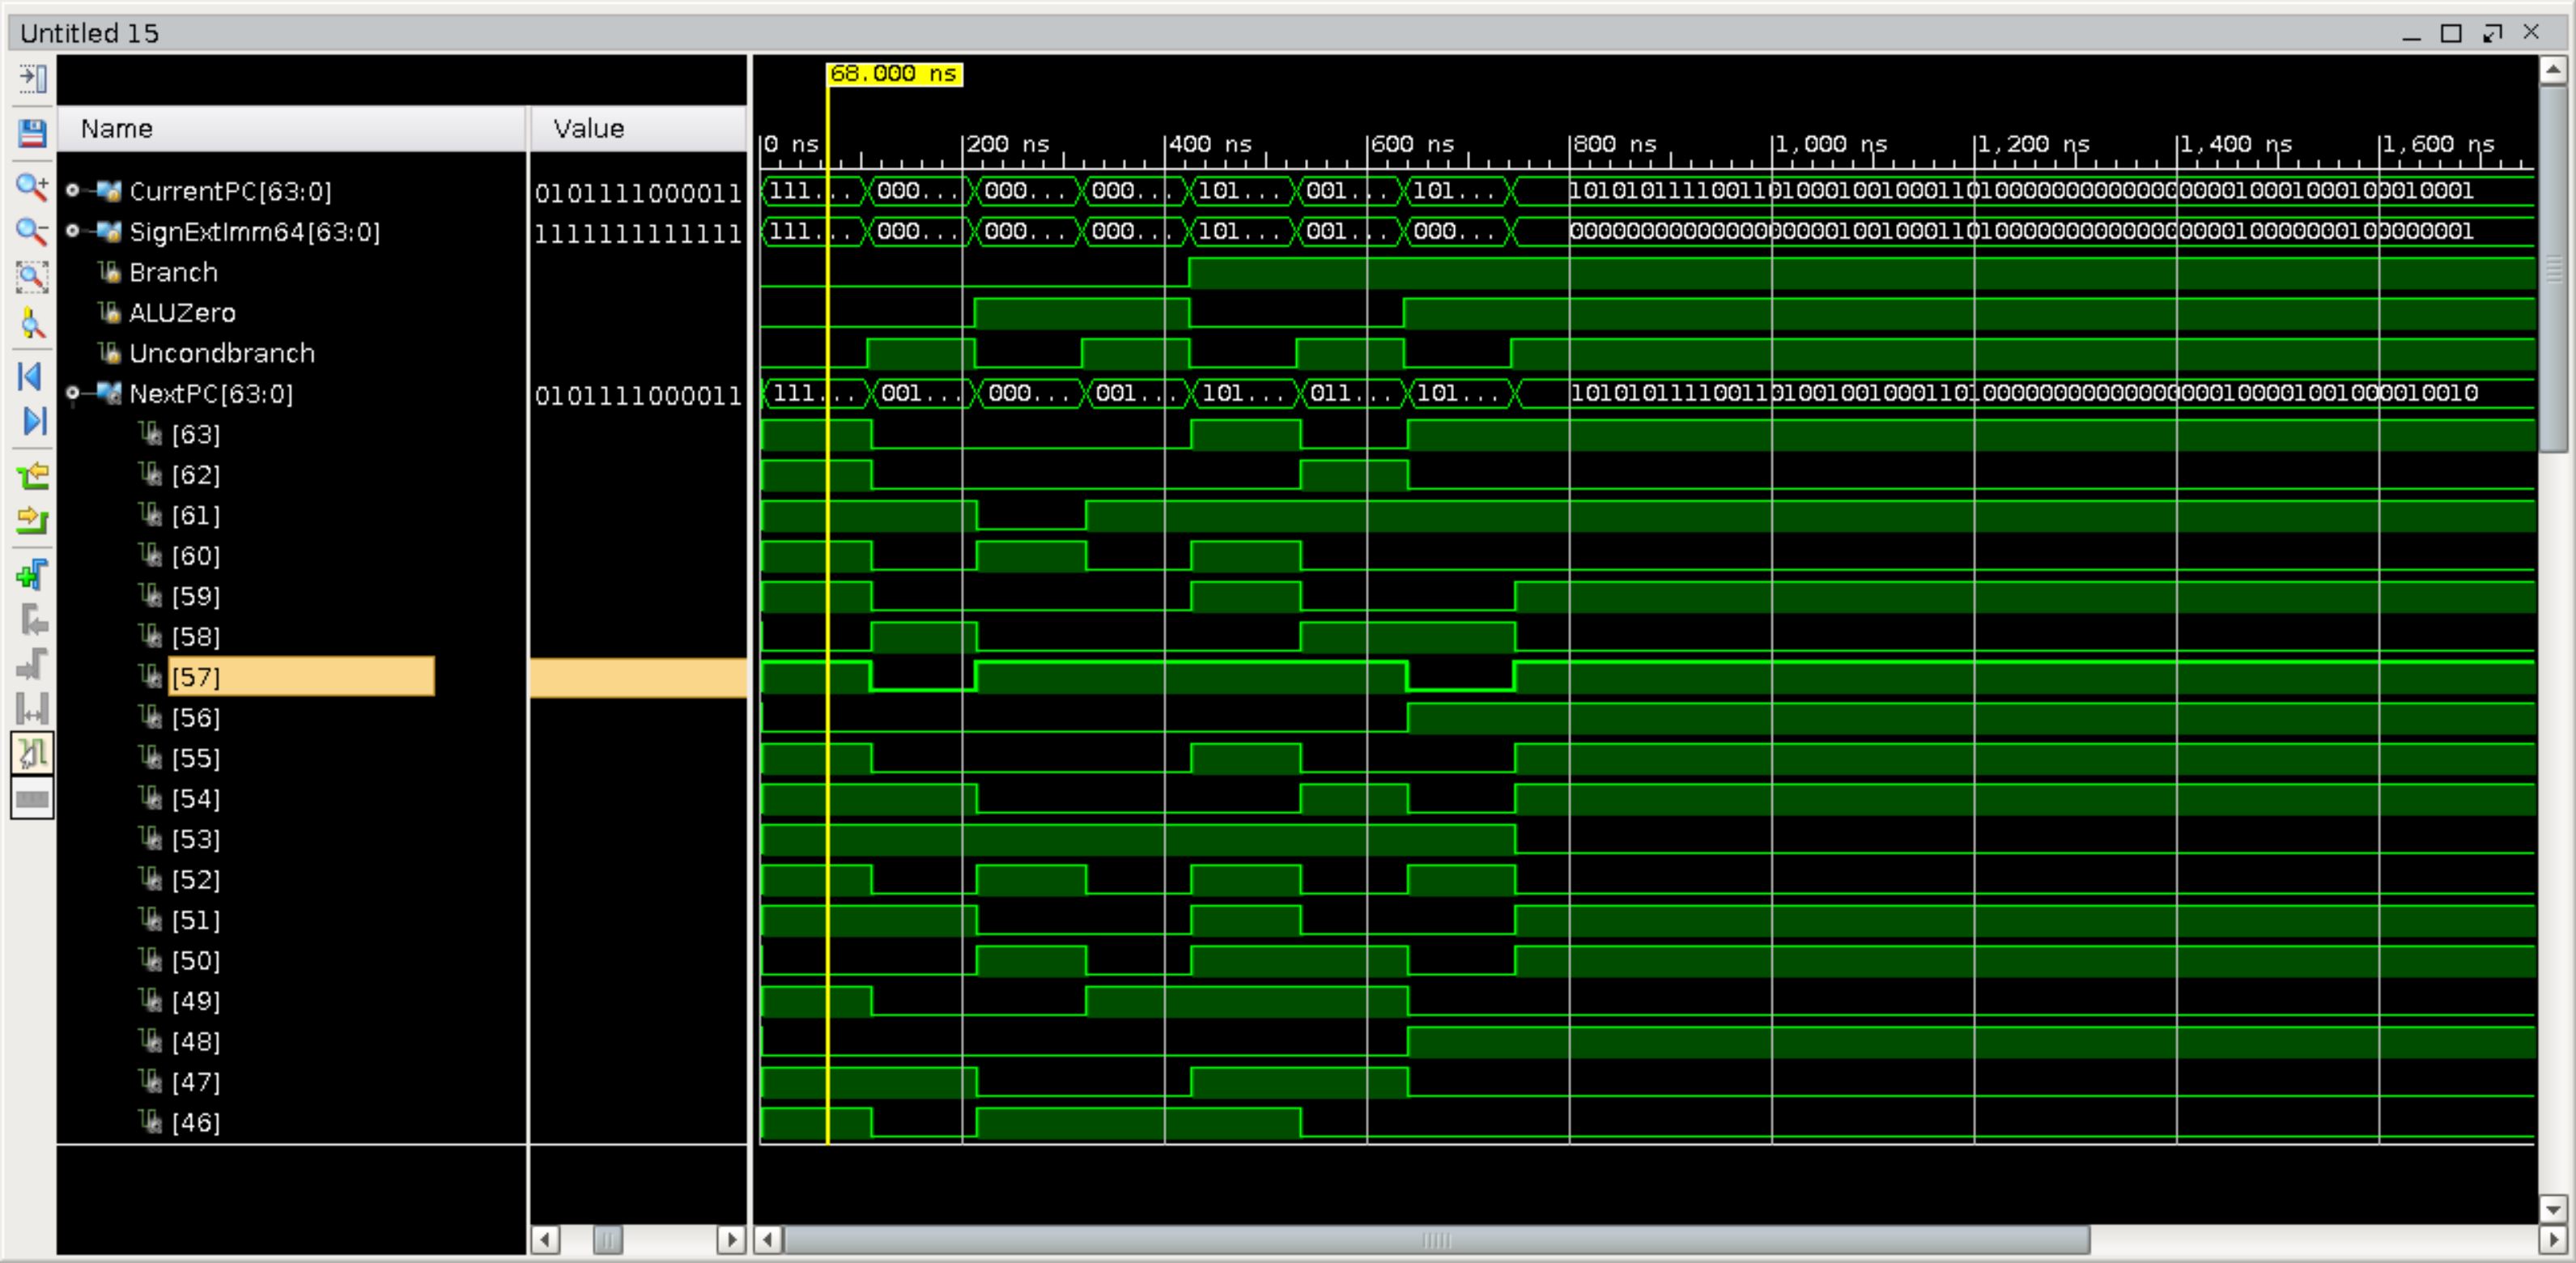 Untitled 15
68.000 ns
Name Value
0 ns 200 ns 400 ns 600 ns 800 ns 1,000 ns 1,200 ns 1,400 ns 1,600 ns
CurrentPC[63:0] 0101111000011 111... 000... 000... 000... 101... 001... 101... 1010101111001101000100100011010000000000000000010001000100010001
SignExtImm64[63:0] 1111111111111 111... 000... 000... 000... 101... 001... 000... 0000000000000000000100100011010000000000000000010000000100000001
Branch
ALUZero
Uncondbranch
NextPC[63:0] 0101111000011 111... 001... 000... 001... 101... 011... 101... 1010101111001101001001000110100000000000000000100001001000010010
[63]
[62]
[61]
[60]
[59]
[58]
[57]
[56]
[55]
[54]
[53]
[52]
[51]
[50]
[49]
[48]
[47]
[46]